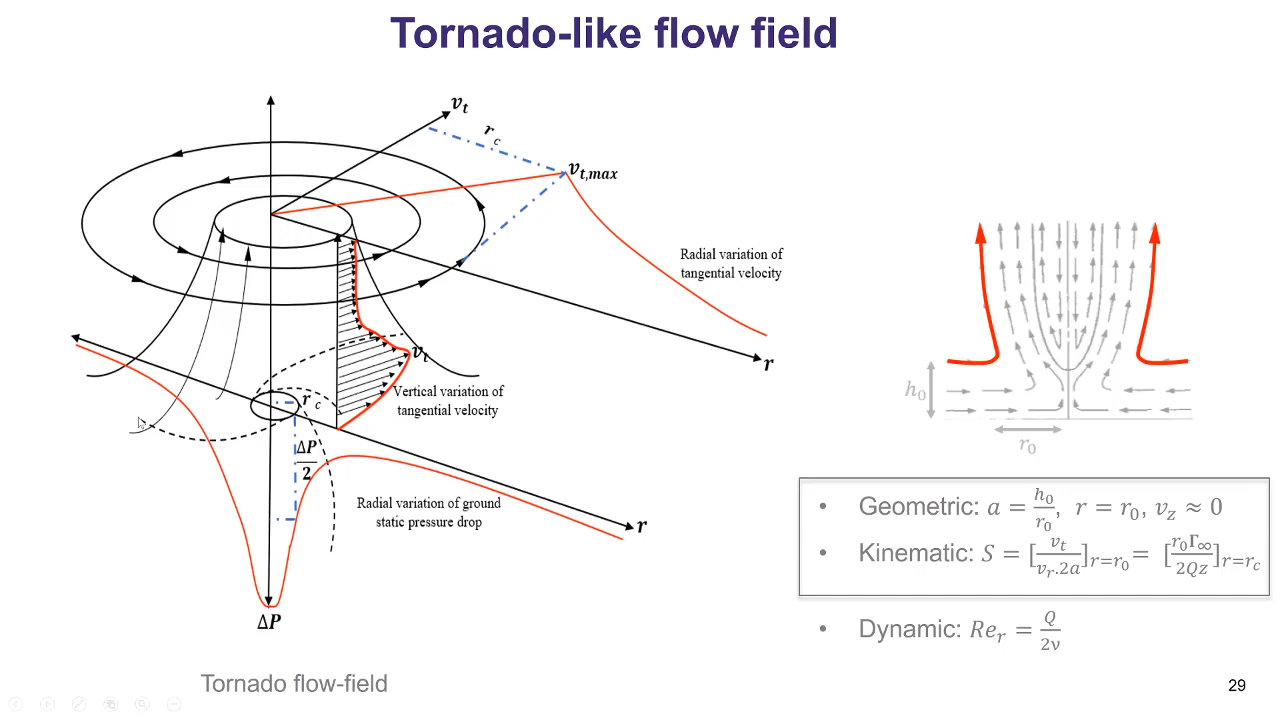 Tornado-like flow field
v_t
r_c
v_{t,max}
Radial variation of
tangential velocity
r
v_t
Vertical variation of
tangential velocity
r_c
ΔP/2
Radial variation of ground
static pressure drop
r
ΔP
Tornado flow-field
h_0
r_0
• Geometric: a = h_0/r_0, r = r_0, v_z ≈ 0
• Kinematic: S = [v_t/(v_r.2a)]_{r=r_0} = [r_0Γ_∞/2Qz]_{r=r_c}
• Dynamic: Re_r = Q/2ν
29